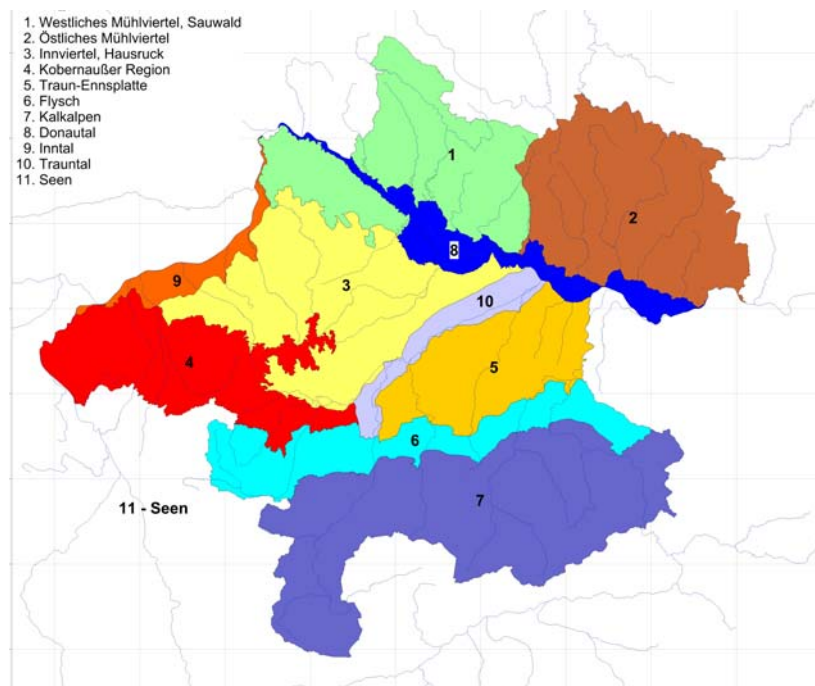 1. Westliches Mühlviertel, Sauwald
2. Östliches Mühlviertel
3. Innviertel, Hausruck
4. Kobernaußer Region
5. Traun-Ennsplatte
6. Flysch
7. Kalkalpen
8. Donautal
9. Inntal
10. Trauntal
11. Seen
1
2
8
9
3
10
4
5
6
7
11 - Seen